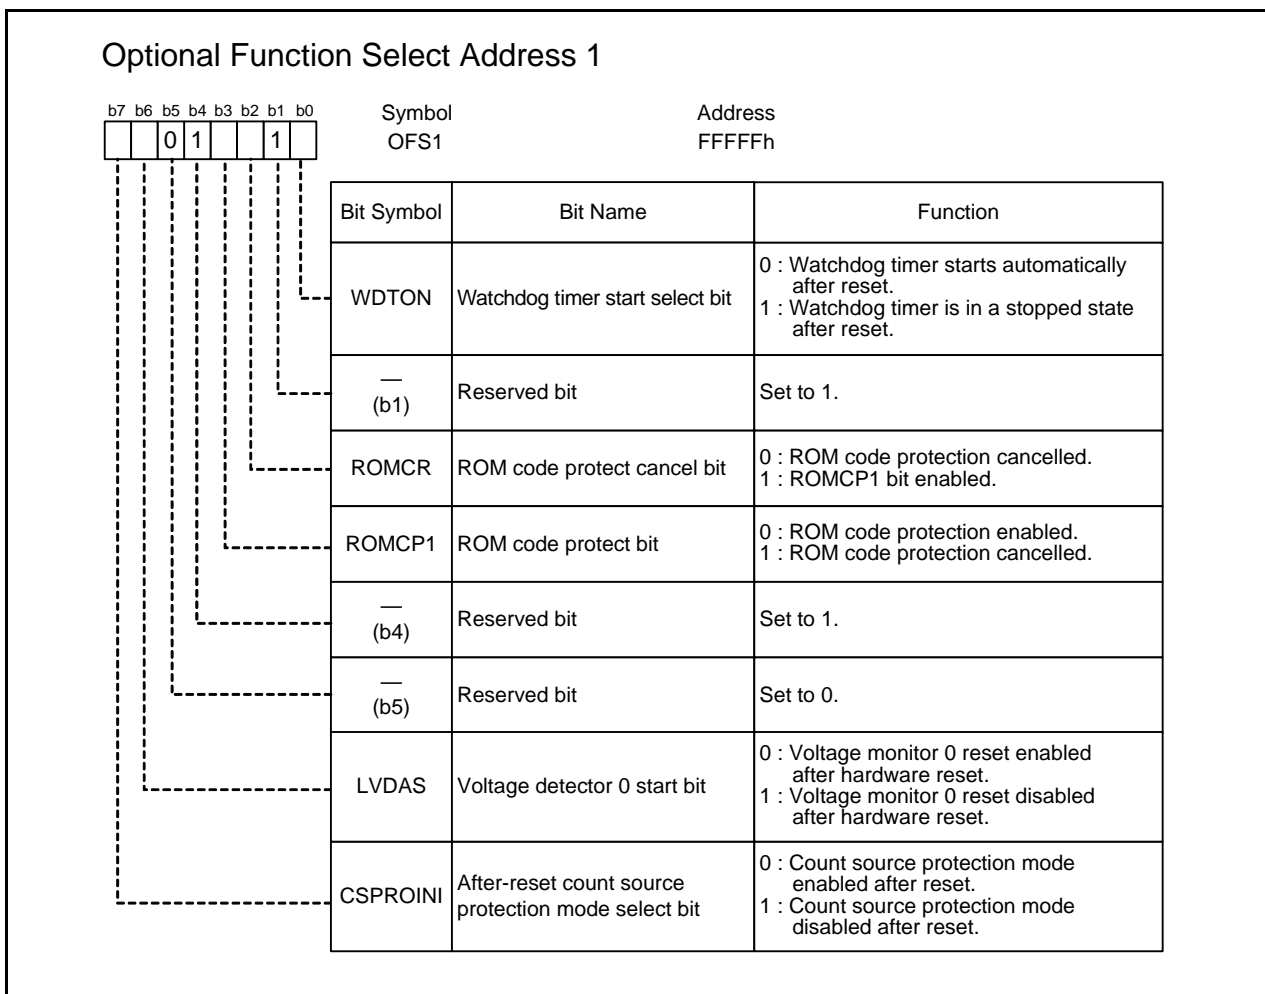 Optional Function Select Address 1
b7 b6 b5 b4 b3 b2 b1 b0 Symbol Address
0 1 1 OFS1 FFFFFh
Bit Symbol Bit Name Function
WDTON Watchdog timer start select bit
0 : Watchdog timer starts automatically
after reset.
1 : Watchdog timer is in a stopped state
after reset.
—
(b1) Reserved bit Set to 1.
ROMCR ROM code protect cancel bit
0 : ROM code protection cancelled.
1 : ROMCP1 bit enabled.
ROMCP1 ROM code protect bit
0 : ROM code protection enabled.
1 : ROM code protection cancelled.
—
(b4) Reserved bit Set to 1.
—
(b5) Reserved bit Set to 0.
LVDAS Voltage detector 0 start bit
0 : Voltage monitor 0 reset enabled
after hardware reset.
1 : Voltage monitor 0 reset disabled
after hardware reset.
CSPROINI
After-reset count source
protection mode select bit
0 : Count source protection mode
enabled after reset.
1 : Count source protection mode
disabled after reset.